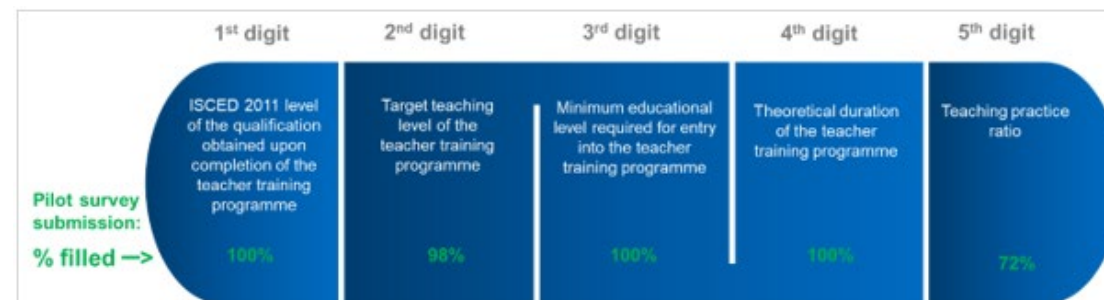 1st digit
2nd digit
3rd digit
4th digit
5th digit
ISCED 2011 level
of the qualification
obtained upon
completion of the
teacher training
programme
Target teaching
level of the
teacher training
programme
Minimum educational
level required for entry
into the teacher
training programme
Theoretical duration
of the teacher
training programme
Teaching practice
ratio
Pilot survey
submission:
% filled —>
100%
98%
100%
100%
72%